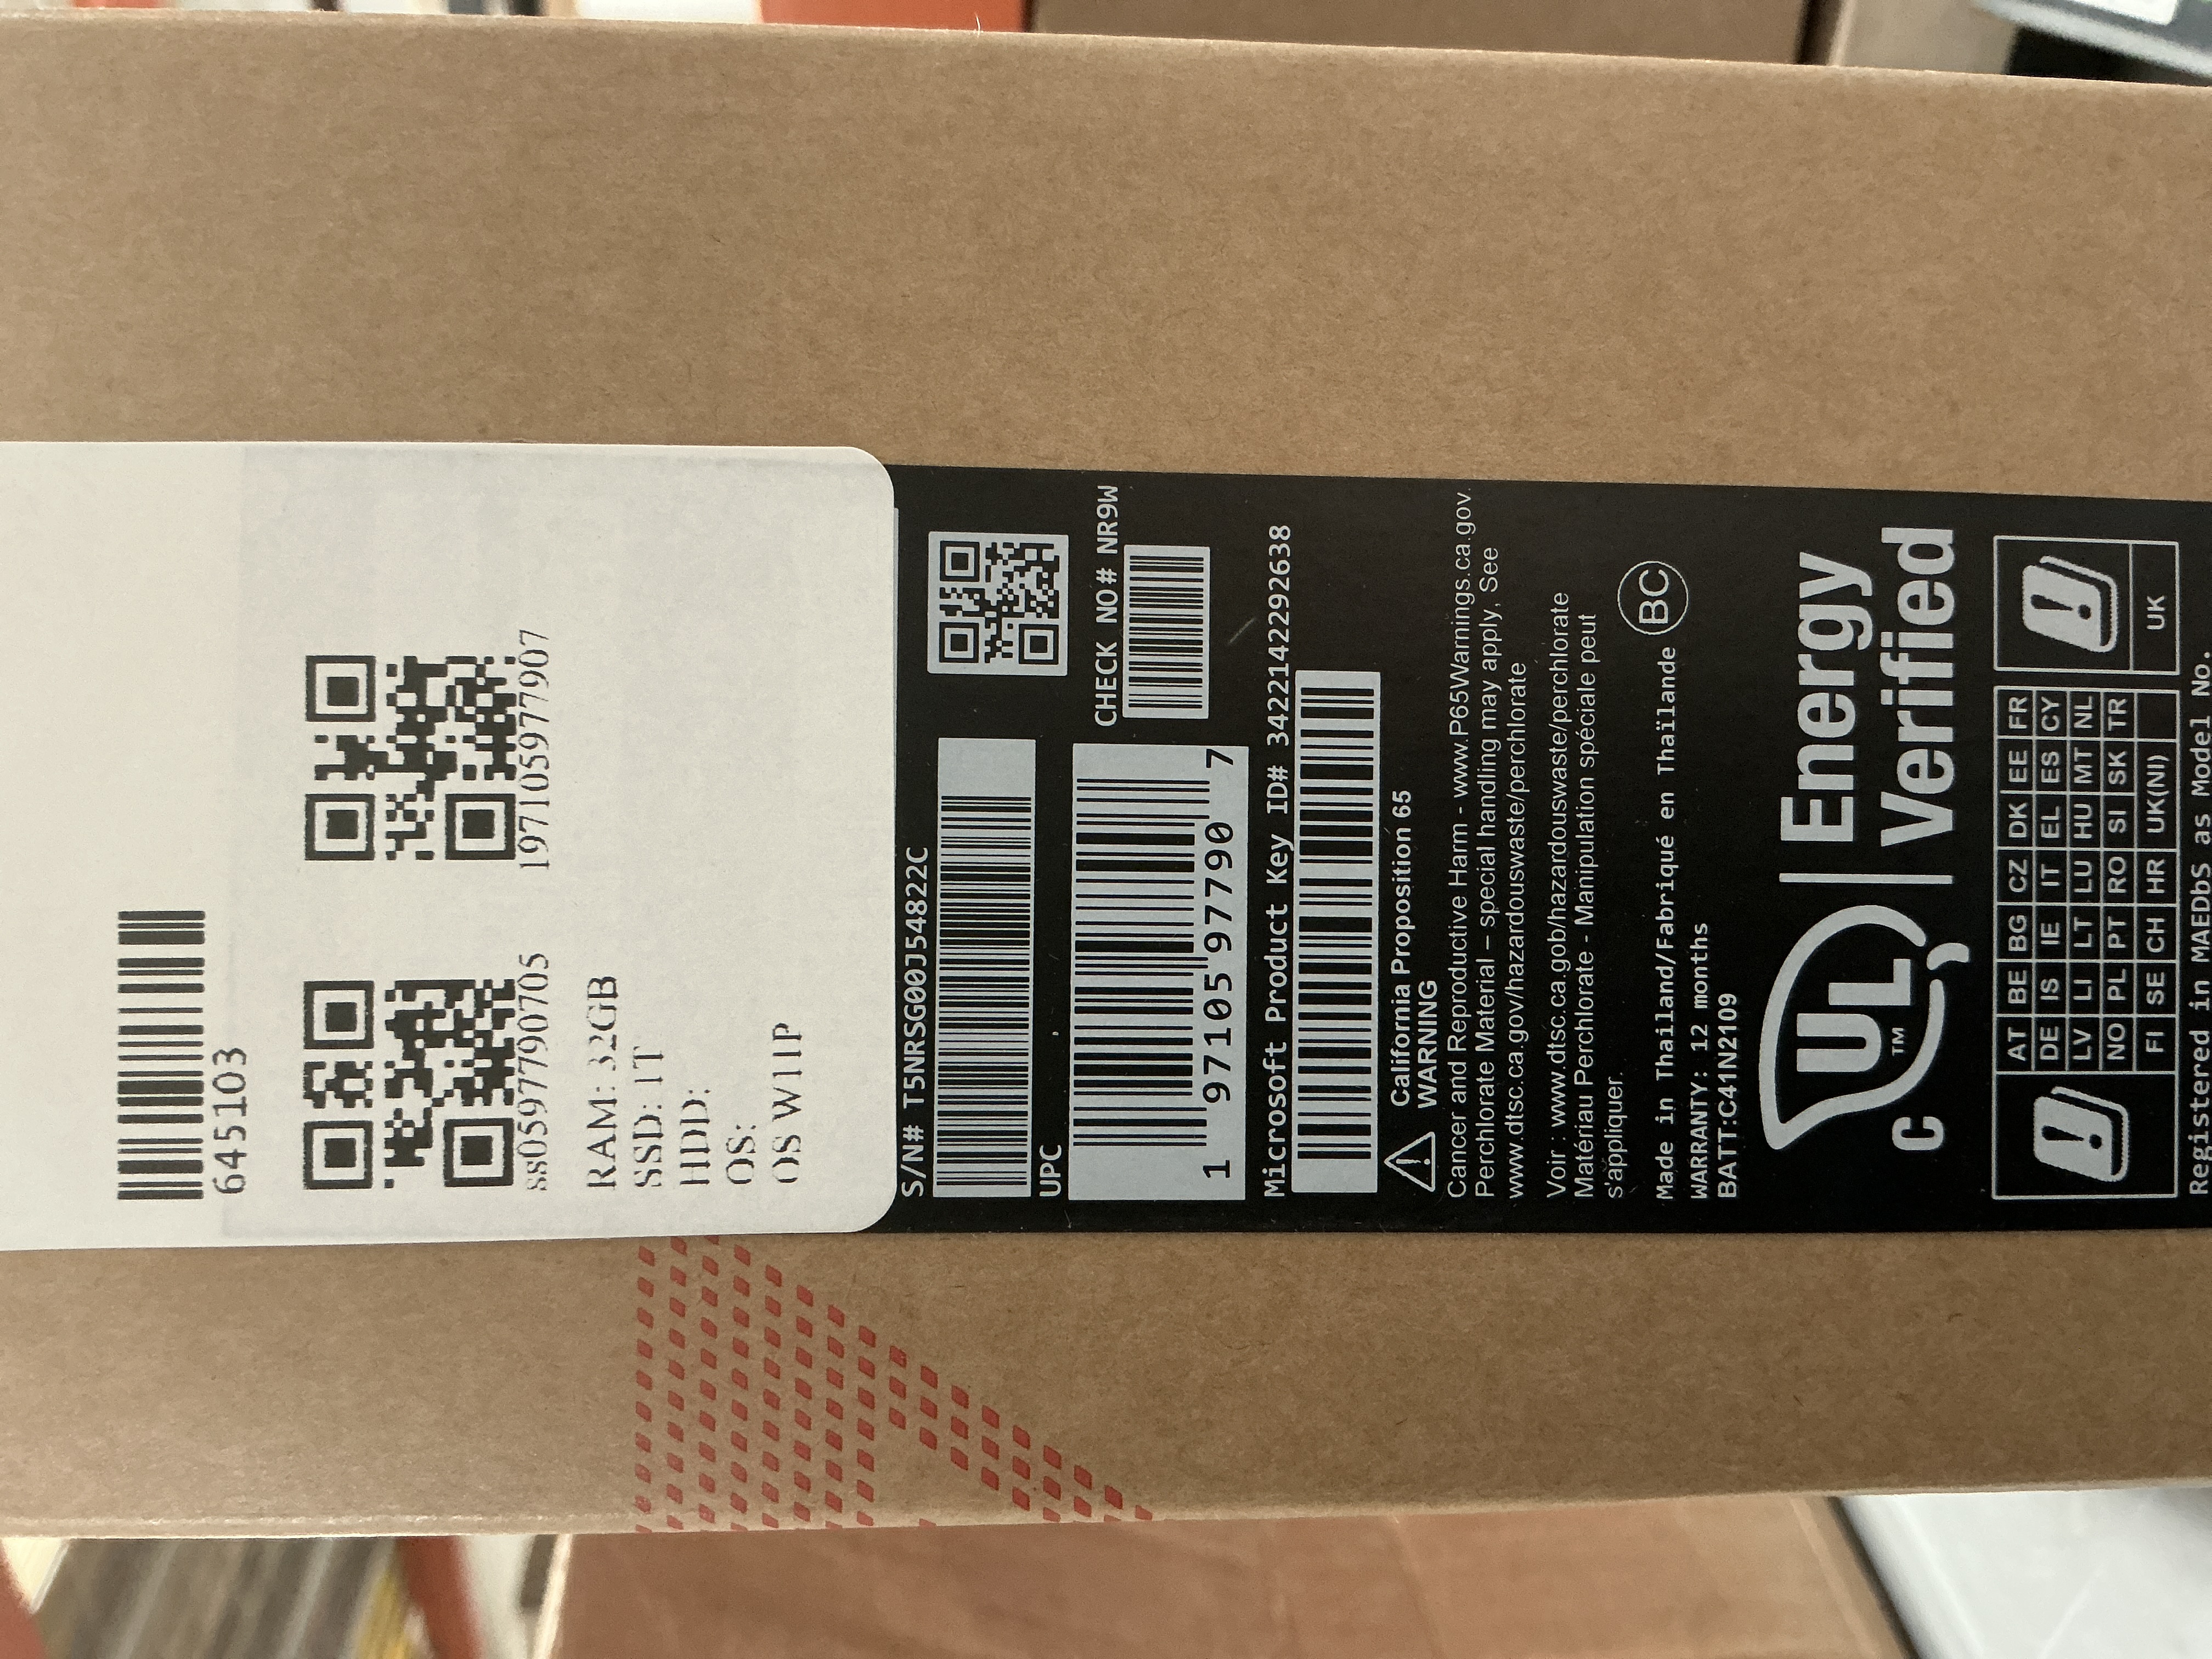 645103
ss05977907​05
197105977907
RAM: 32GB
SSD: 1T
HDD:
OS:
OS W11P
S/N# T5NRSG00J54822C
UPC
1 97105 97790 7
CHECK NO# NR9W
Microsoft Product Key ID# 3422142292638
California Proposition 65
WARNING
Cancer and Reproductive Harm - www.P65Warnings.ca.gov.
Perchlorate Material – special handling may apply, See
www.dtsc.ca.gov/hazardouswaste/perchlorate
Voir : www.dtsc.ca.gob/hazardouswaste/perchlorate
Matériau Perchlorate - Manipulation spéciale peut
s'appliquer.
Made in Thailand/Fabriqué en Thaïlande BC
WARRANTY: 12 months
BATT:C41N2109
C UL ™ Energy
Verified
AT BE BG CZ DK EE FR
DE IS IE IT EL ES CY
LV LI LT LU HU MT NL
NO PL PT RO SI SK TR
FI SE CH HR UK(NI)
UK
Registered in MAEDbS as Model No.